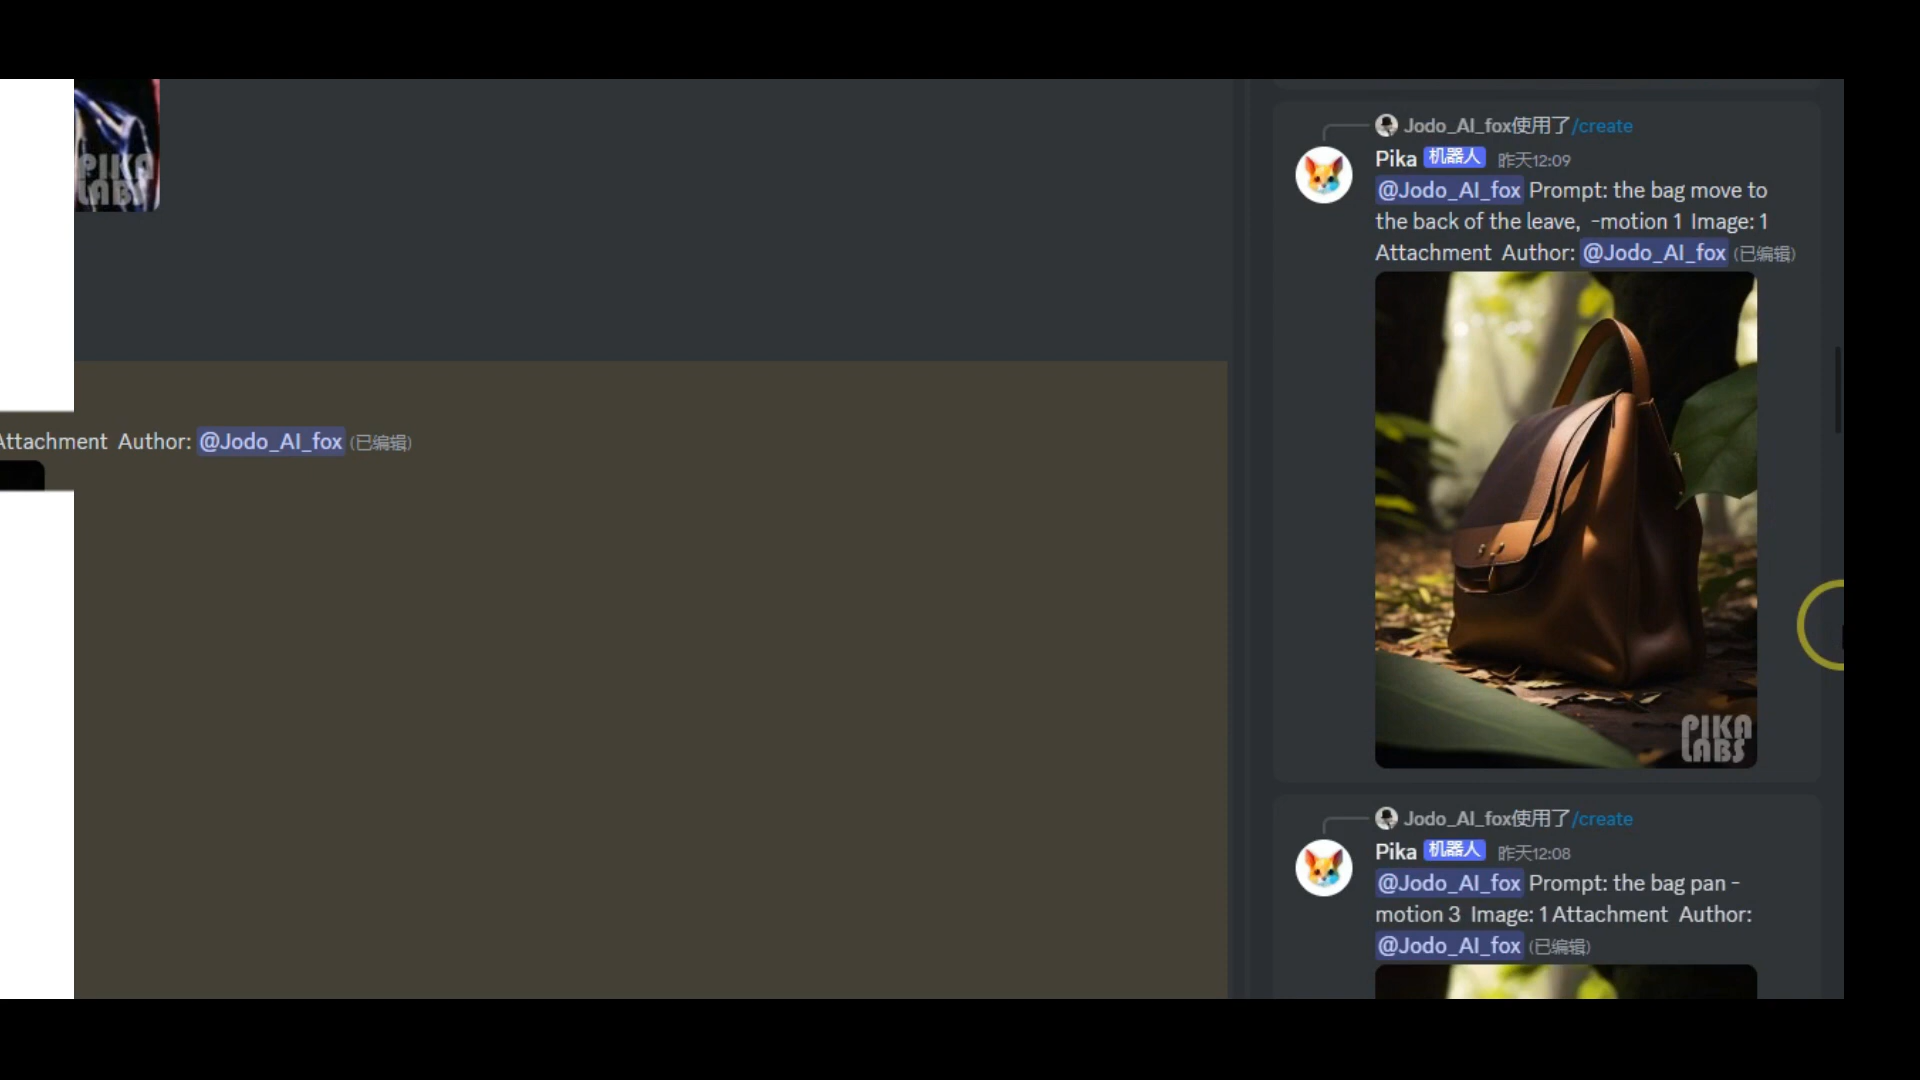 PIKA
LABS
Attachment Author: @Jodo_AI_fox (已编辑)
Jodo_AI_fox使用了/create
Pika 机器人 昨天12:09
@Jodo_AI_fox Prompt: the bag move to
the back of the leave, -motion 1 Image: 1
Attachment Author: @Jodo_AI_fox (已编辑)
PIKA
LABS
Jodo_AI_fox使用了/create
Pika 机器人 昨天12:08
@Jodo_AI_fox Prompt: the bag pan -
motion 3 Image: 1 Attachment Author:
@Jodo_AI_fox (已编辑)